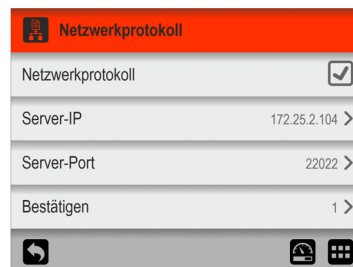 Netzwerkprotokoll
Netzwerkprotokoll
Server-IP 172.25.2.104
Server-Port 22022
Bestätigen 1